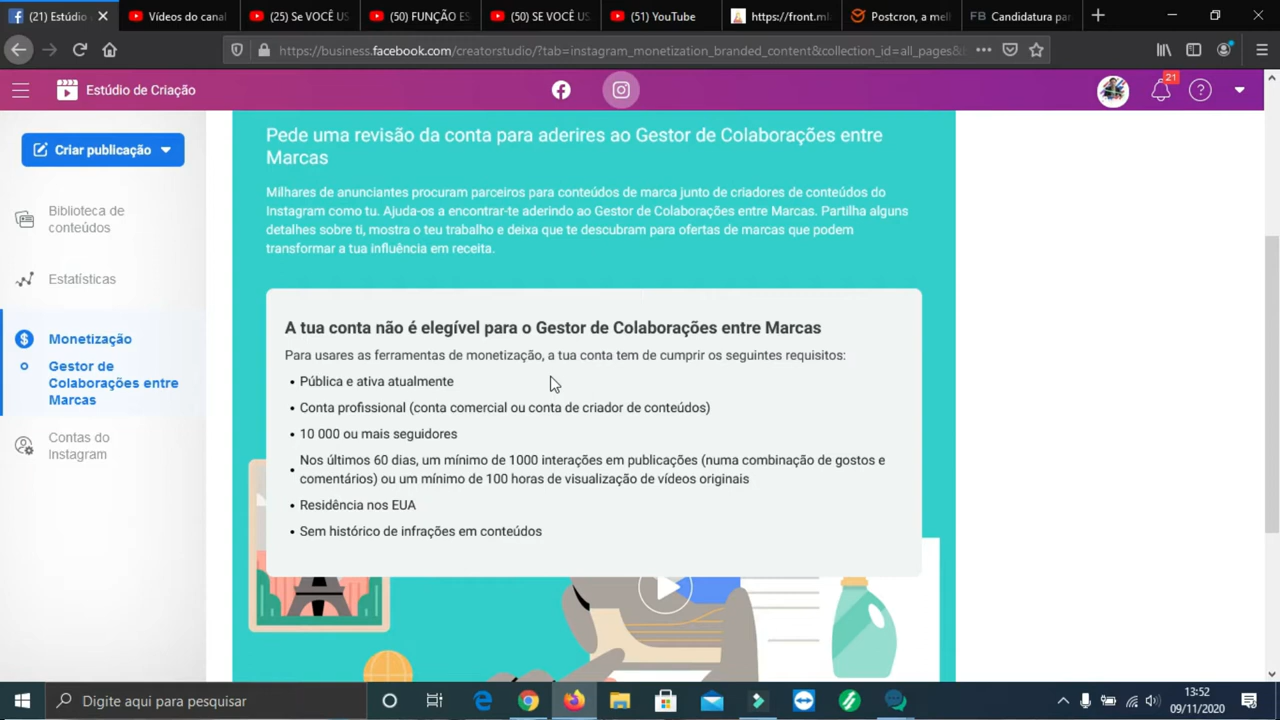 (21) Estúdio d
Vídeos do canal
(25) Se VOCÊ US
(50) FUNÇÃO ES
(50) SE VOCÊ US
(51) YouTube
https://front.ml
Postcron, a mel
FB Candidatura par
https://business.facebook.com/creatorstudio/?tab=instagram_monetization_branded_content&collection_id=all_pages&
Estúdio de Criação
21
Criar publicação
Biblioteca de
conteúdos
Estatísticas
Monetização
Gestor de
Colaborações entre
Marcas
Contas do
Instagram
Pede uma revisão da conta para aderires ao Gestor de Colaborações entre
Marcas
Milhares de anunciantes procuram parceiros para conteúdos de marca junto de criadores de conteúdos do
Instagram como tu. Ajuda-os a encontrar-te aderindo ao Gestor de Colaborações entre Marcas. Partilha alguns
detalhes sobre ti, mostra o teu trabalho e deixa que te descubram para ofertas de marcas que podem
transformar a tua influência em receita.
A tua conta não é elegível para o Gestor de Colaborações entre Marcas
Para usares as ferramentas de monetização, a tua conta tem de cumprir os seguintes requisitos:
• Pública e ativa atualmente
• Conta profissional (conta comercial ou conta de criador de conteúdos)
• 10 000 ou mais seguidores
• Nos últimos 60 dias, um mínimo de 1000 interações em publicações (numa combinação de gostos e
comentários) ou um mínimo de 100 horas de visualização de vídeos originais
• Residência nos EUA
• Sem histórico de infrações em conteúdos
Digite aqui para pesquisar
13:52
09/11/2020